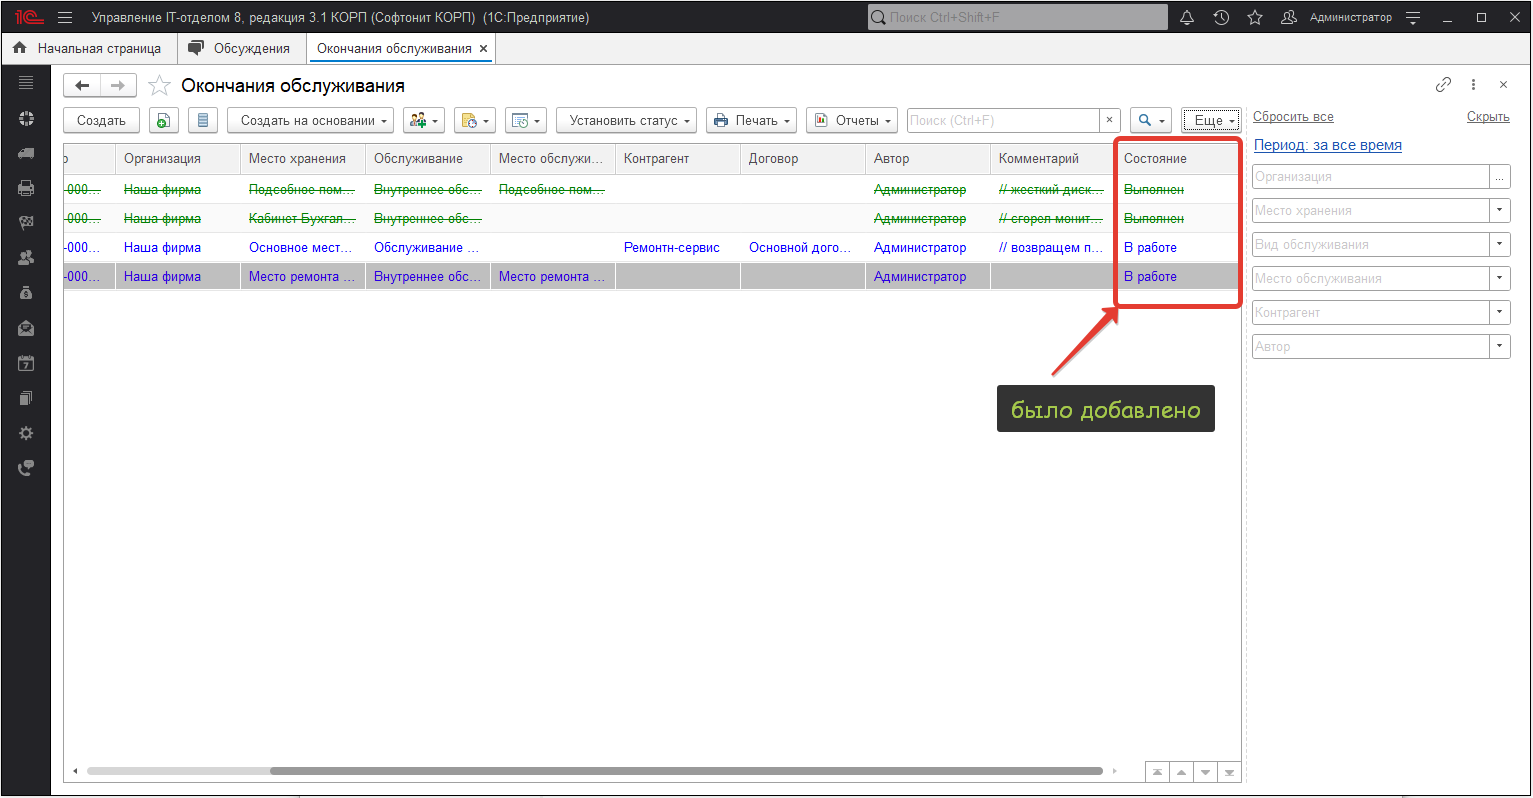 1С Управление IT-отделом 8, редакция 3.1 КОРП (Софтонит КОРП) (1С:Предприятие) Поиск Ctrl+Shift+F Администратор
Начальная страница Обсуждения Окончания обслуживания ×
Окончания обслуживания
Создать Создать на основании Установить статус Печать Отчеты Поиск (Ctrl+F) × Еще
Сбросить все Скрыть
Период: за все время
Организация ...
Место хранения
Вид обслуживания
Место обслуживания
Контрагент
Автор
Организация Место хранения Обслуживание Место обслужи... Контрагент Договор Автор Комментарий Состояние
-000... Наша фирма Подсобное пом... Внутреннее обс... Подсобное пом... Администратор // жесткий диск... Выполнен
-000... Наша фирма Кабинет Бухгал... Внутреннее обс... Администратор // сгорел монит... Выполнен
-000... Наша фирма Основное мест... Обслуживание ... Ремонтн-сервис Основной дого... Администратор // возвращем п... В работе
-000... Наша фирма Место ремонта ... Внутреннее обс... Место ремонта ... Администратор В работе
было добавлено
7